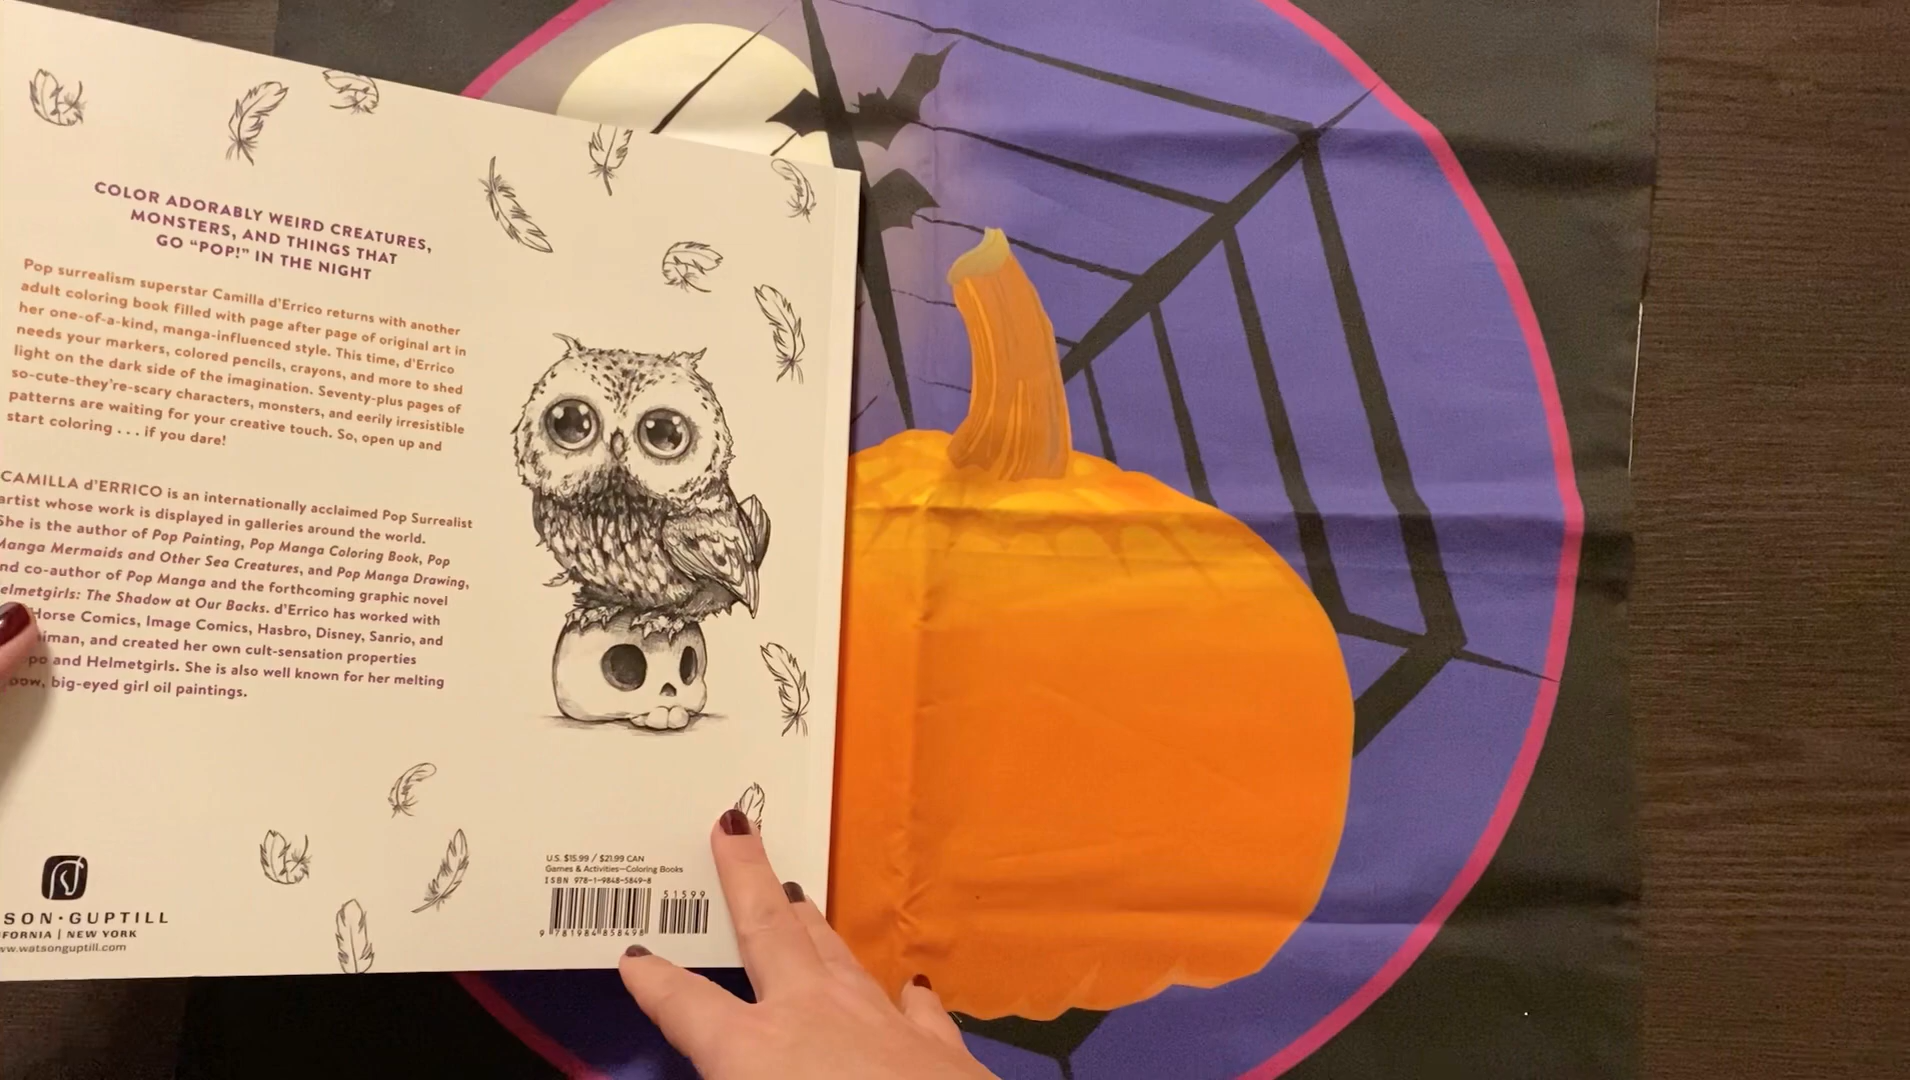 COLOR ADORABLY WEIRD CREATURES,
MONSTERS, AND THINGS THAT
GO “POP!” IN THE NIGHT
Pop surrealism superstar Camilla d’Errico returns with another
adult coloring book filled with page after page of original art in
her one-of-a-kind, manga-influenced style. This time, d’Errico
needs your markers, colored pencils, crayons, and more to shed
light on the dark side of the imagination. Seventy-plus pages of
so-cute-they’re-scary characters, monsters, and eerily irresistible
patterns are waiting for your creative touch. So, open up and
start coloring . . . if you dare!
CAMILLA d’ERRICO is an internationally acclaimed Pop Surrealist
artist whose work is displayed in galleries around the world.
She is the author of Pop Painting, Pop Manga Coloring Book, Pop
Manga Mermaids and Other Sea Creatures, and Pop Manga Drawing,
nd co-author of Pop Manga and the forthcoming graphic novel
elmetgirls: The Shadow at Our Backs. d’Errico has worked with
Horse Comics, Image Comics, Hasbro, Disney, Sanrio, and
iman, and created her own cult-sensation properties
po and Helmetgirls. She is also well known for her melting
bow, big-eyed girl oil paintings.
U.S. $15.99 / $21.99 CAN
Games & Activities—Coloring Books
ISBN 978-1-9848-5849-8
51599
9 781984 858498
SON·GUPTILL
IFORNIA | NEW YORK
ww.watsonguptill.com